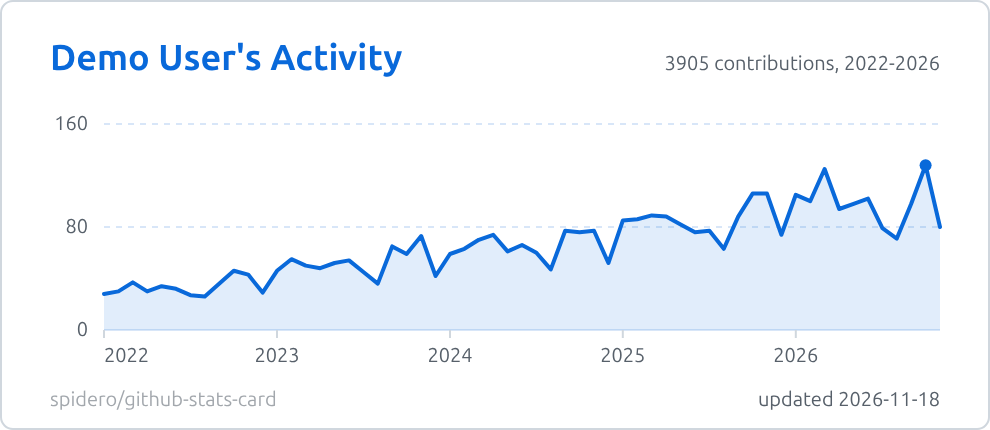 Demo User's Activity
3905 contributions, 2022-2026
160
80
0
2022 2023 2024 2025 2026
spidero/github-stats-card
updated 2026-11-18